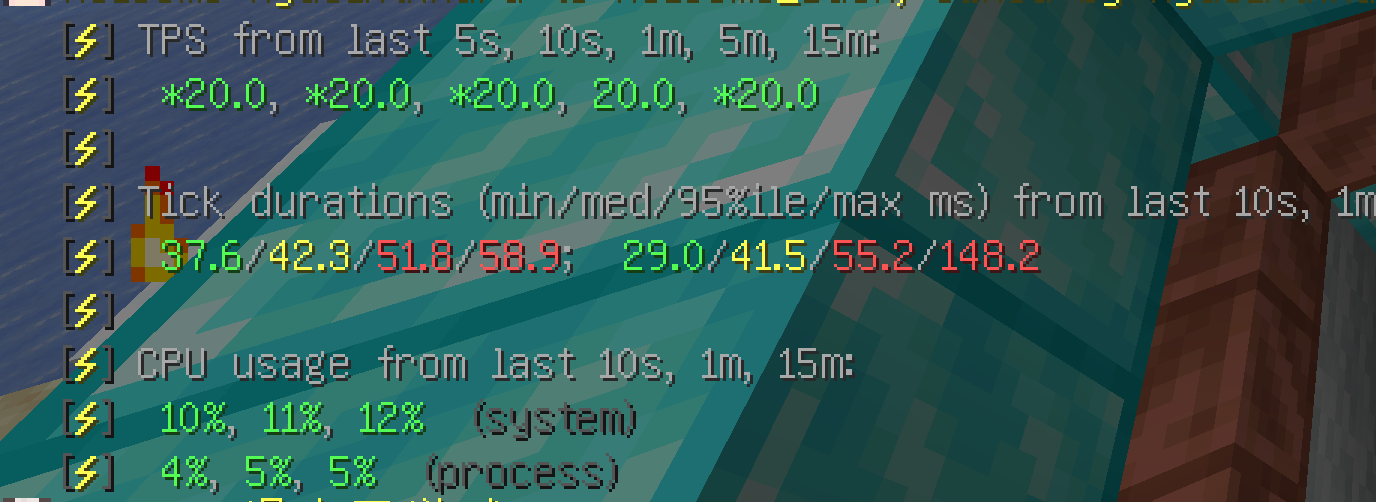 [⚡] TPS from last 5s, 10s, 1m, 5m, 15m:
[⚡] *20.0, *20.0, *20.0, 20.0, *20.0
[⚡]
[⚡] Tick durations (min/med/95%ile/max ms) from last 10s, 1m
[⚡] 37.6/42.3/51.8/58.9; 29.0/41.5/55.2/148.2
[⚡]
[⚡] CPU usage from last 10s, 1m, 15m:
[⚡] 10%, 11%, 12% (system)
[⚡] 4%, 5%, 5% (process)